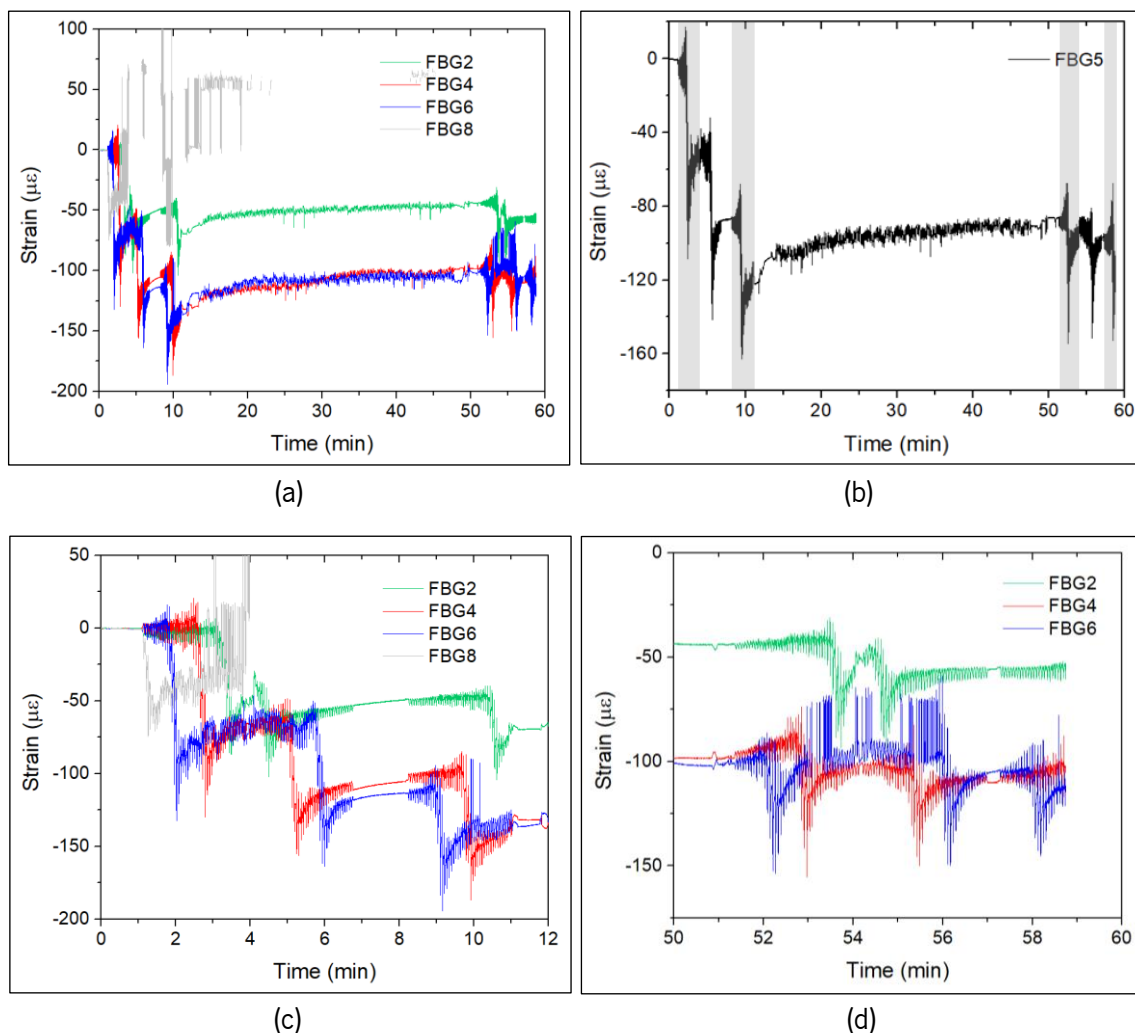 FBG2
FBG4
FBG6
FBG8
100
50
0
-50
-100
-150
-200
Strain (με)
0 10 20 30 40 50 60
Time (min)
(a)
FBG5
0
-40
-80
-120
-160
Strain (με)
0 10 20 30 40 50 60
Time (min)
(b)
FBG2
FBG4
FBG6
FBG8
50
0
-50
-100
-150
-200
Strain (με)
0 2 4 6 8 10 12
Time (min)
(c)
FBG2
FBG4
FBG6
0
-50
-100
-150
Strain (με)
50 52 54 56 58 60
Time (min)
(d)